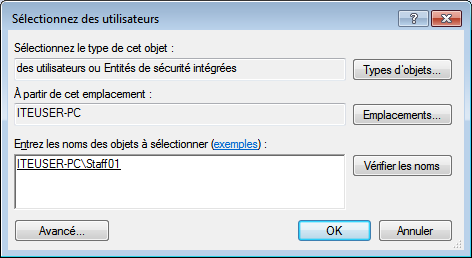 Sélectionnez des utilisateurs
Sélectionnez le type de cet objet :
des utilisateurs ou Entités de sécurité intégrées
Types d'objets...
À partir de cet emplacement :
ITEUSER-PC
Emplacements...
Entrez les noms des objets à sélectionner (exemples) :
ITEUSER-PC\Staff01
Vérifier les noms
Avancé...
OK
Annuler